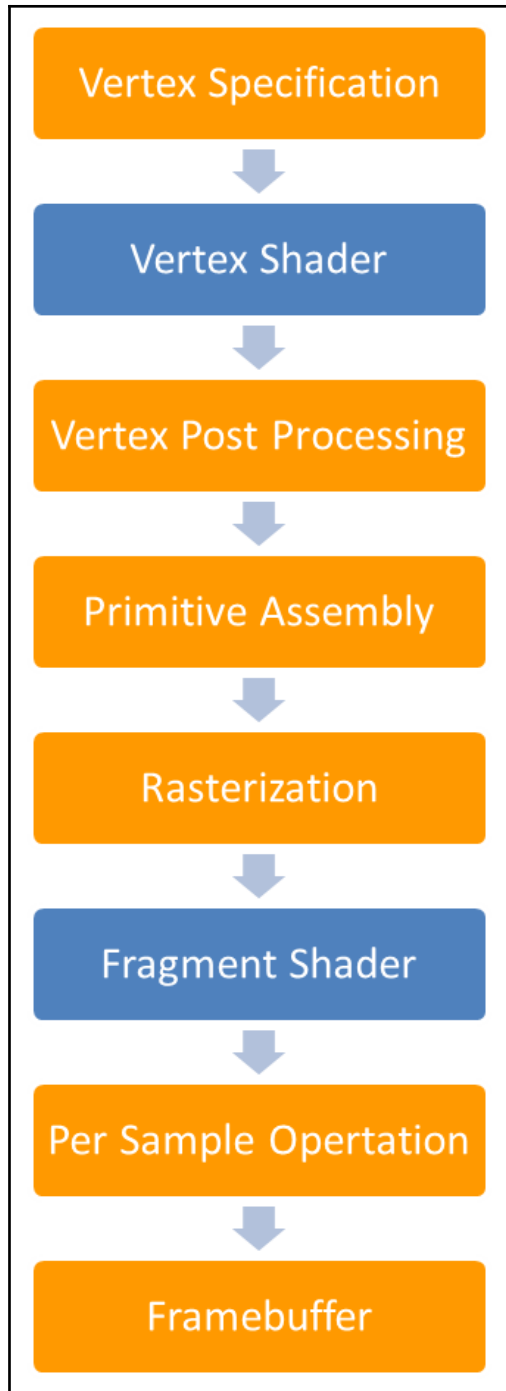 Vertex Specification
Vertex Shader
Vertex Post Processing
Primitive Assembly
Rasterization
Fragment Shader
Per Sample Opertation
Framebuffer